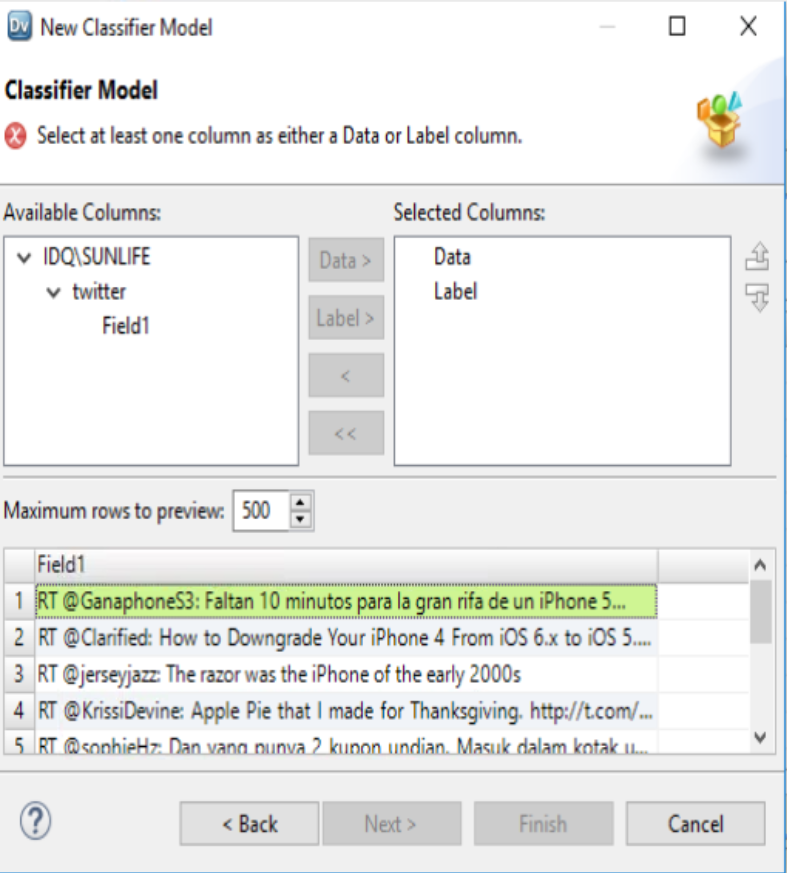 Dv New Classifier Model
Classifier Model
Select at least one column as either a Data or Label column.
Available Columns:
Selected Columns:
IDQ\SUNLIFE
twitter
Field1
Data >
Label >
<
<<
Data
Label
Maximum rows to preview: 500
Field1
1 RT @GanaphoneS3: Faltan 10 minutos para la gran rifa de un iPhone 5...
2 RT @Clarified: How to Downgrade Your iPhone 4 From iOS 6.x to iOS 5....
3 RT @jerseyjazz: The razor was the iPhone of the early 2000s
4 RT @KrissiDevine: Apple Pie that I made for Thanksgiving. http://t.com/...
5 RT @sophieHz: Dan yang punya 2 kupon undian. Masuk dalam kotak u...
?
< Back
Next >
Finish
Cancel